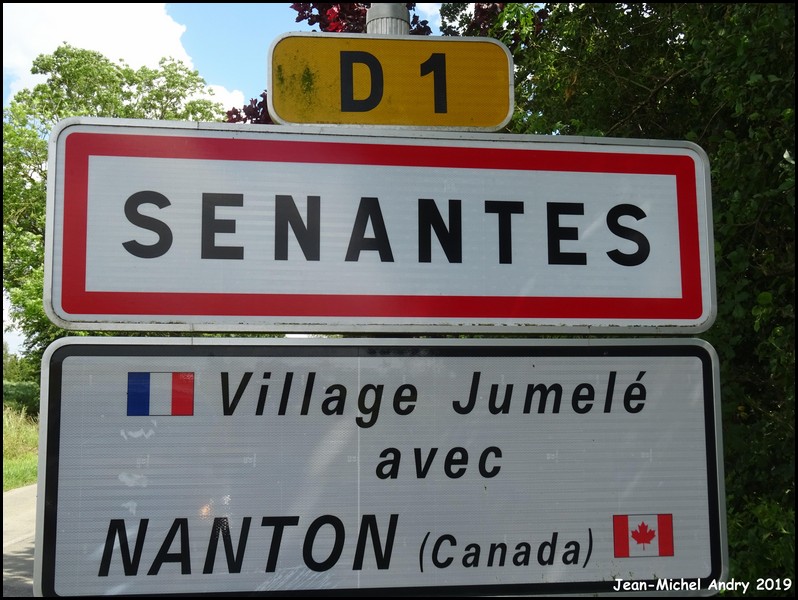 D 1
SENANTES
Village Jumelé
avec
NANTON (Canada)
Jean-Michel Andry 2019